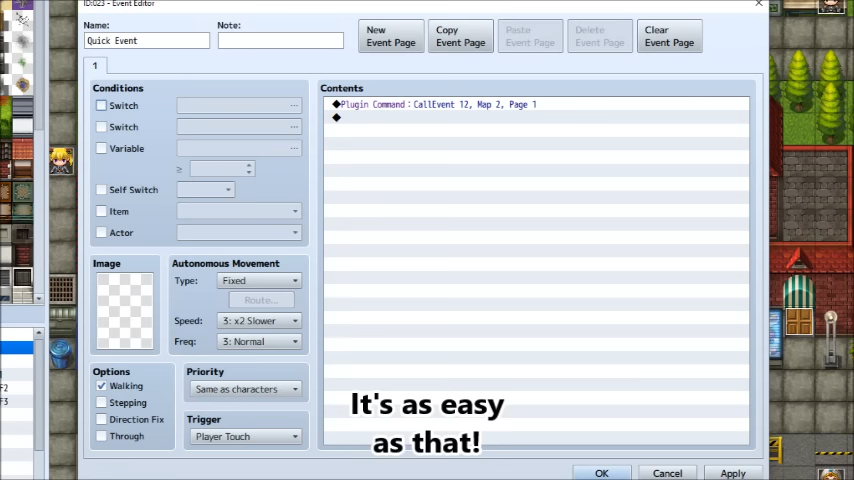 ID:023 - Event Editor
Name:
Note:
Quick Event
New
Event Page
Copy
Event Page
Paste
Event Page
Delete
Event Page
Clear
Event Page
1
Conditions
Switch
...
Switch
...
Variable
...
≥
Self Switch
Item
Actor
Image
Autonomous Movement
Type:
Fixed
Route...
Speed:
3: x2 Slower
Freq:
3: Normal
Options
Walking
Stepping
Direction Fix
Through
Priority
Same as characters
Trigger
Player Touch
Contents
◆Plugin Command：CallEvent 12, Map 2, Page 1
◆
It's as easy
as that!
OK
Cancel
Apply
F2
F3